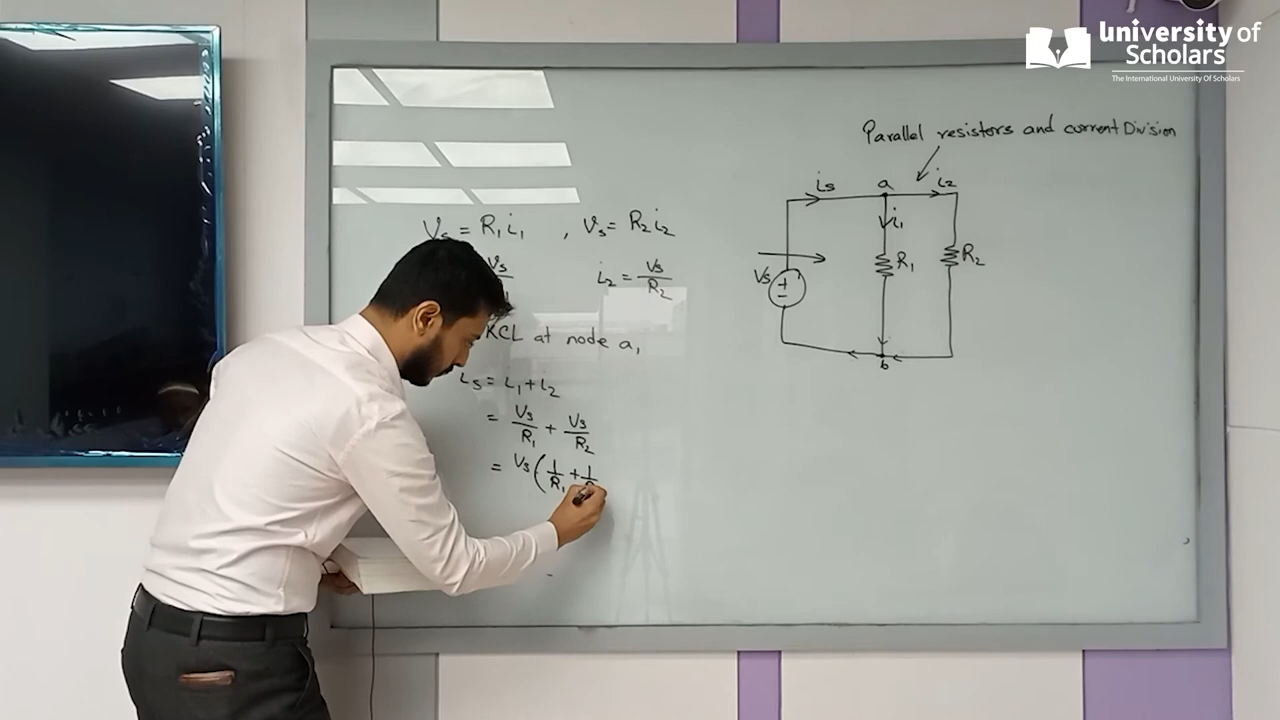 University of
Scholars
The International University Of Scholars
Parallel resistors and current Division
is a i2
i1
Vs + - R1 R2
b
Vs = R1 i1 , Vs = R2 i2
Vs i2 = Vs/R2
KCL at node a,
is = i1 + i2
= Vs/R1 + Vs/R2
= Vs (1/R1 + 1/